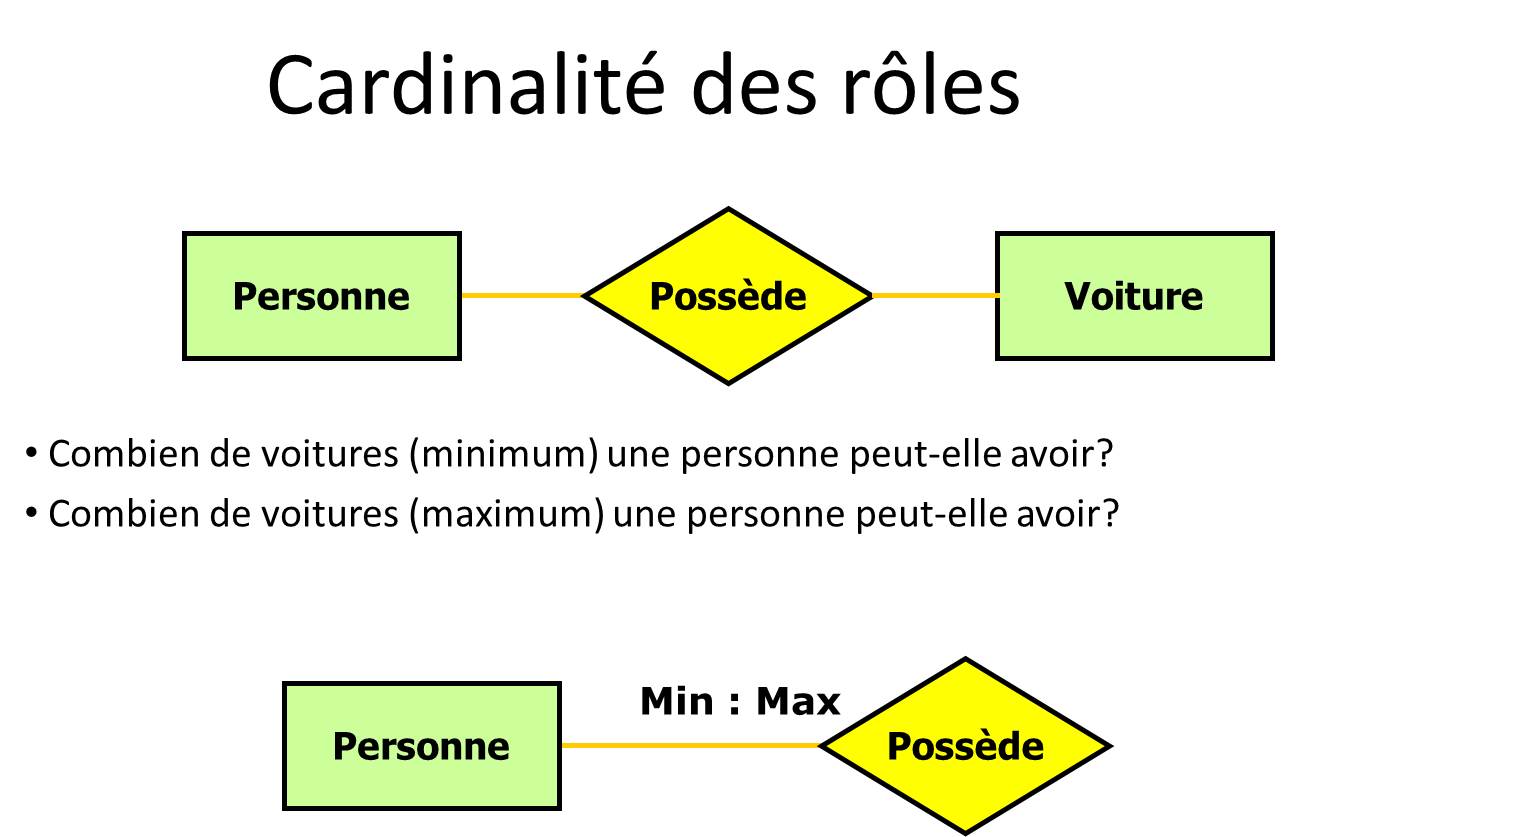 Cardinalité des rôles
Personne Possède Voiture
• Combien de voitures (minimum) une personne peut-elle avoir?
• Combien de voitures (maximum) une personne peut-elle avoir?
Min : Max
Personne Possède